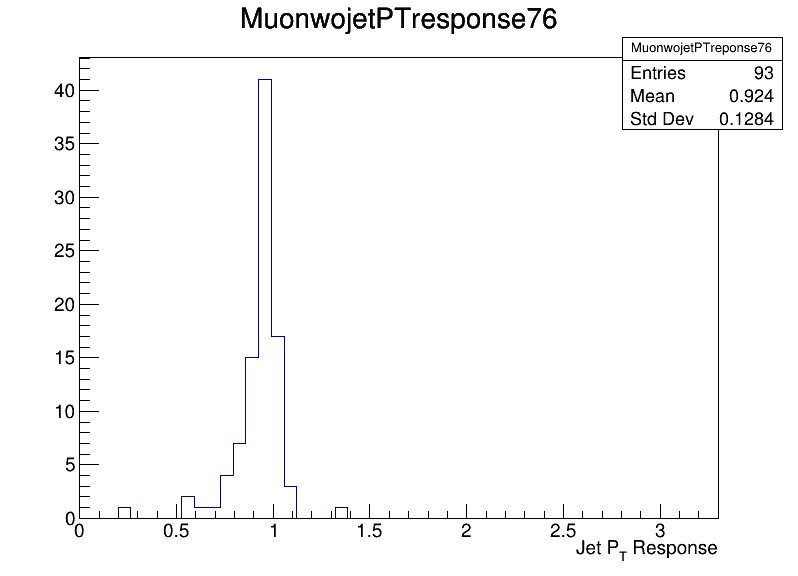 MuonwojetPTresponse76
MuonwojetPTreponse76
Entries 93
Mean 0.924
Std Dev 0.1284
40
35
30
25
20
15
10
5
0
0 0.5 1 1.5 2 2.5 3
Jet PT Response